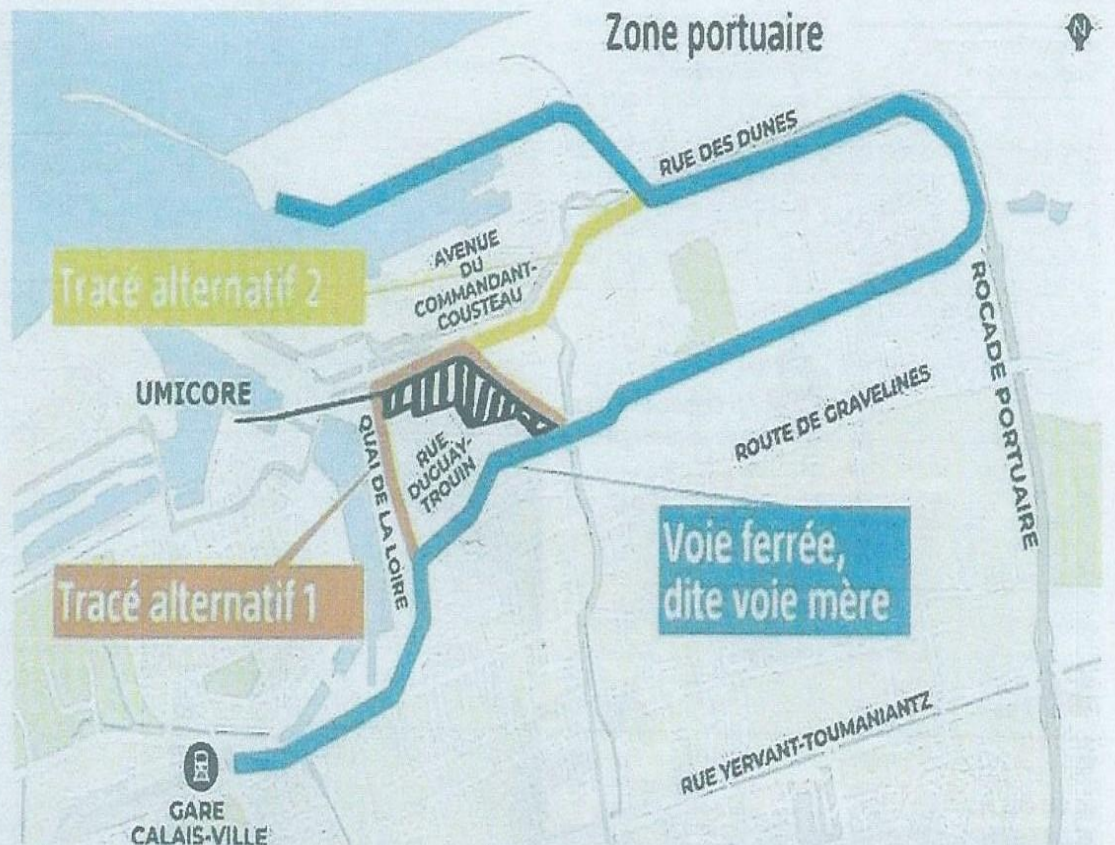 Zone portuaire
N
RUE DES DUNES
AVENUE
DU
COMMANDANT-
COUSTEAU
Tracé alternatif 2
ROCADE PORTUAIRE
UMICORE
ROUTE DE GRAVELINES
QUAI DE LA LOIRE
RUE
DUGUAY-
TROUIN
Voie ferrée,
dite voie mère
Tracé alternatif 1
RUE YERVANT-TOUMANIANTZ
GARE
CALAIS-VILLE